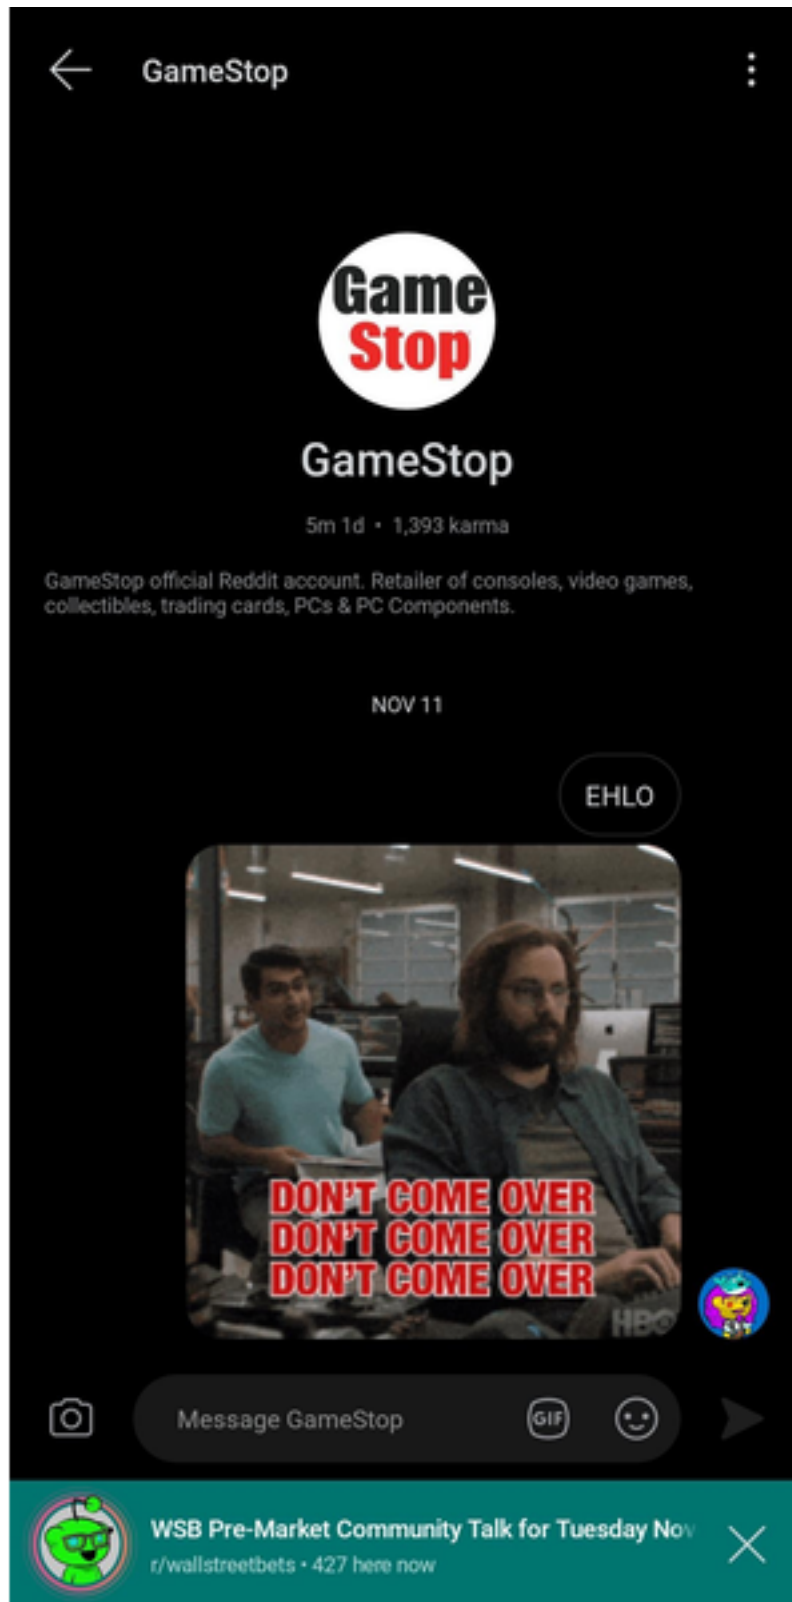 GameStop
Game
Stop
GameStop
5m 1d • 1,393 karma
GameStop official Reddit account. Retailer of consoles, video games,
collectibles, trading cards, PCs & PC Components.
NOV 11
EHLO
DON'T COME OVER
DON'T COME OVER
DON'T COME OVER
HBO
Message GameStop
GIF
WSB Pre-Market Community Talk for Tuesday Nov
r/wallstreetbets • 427 here now